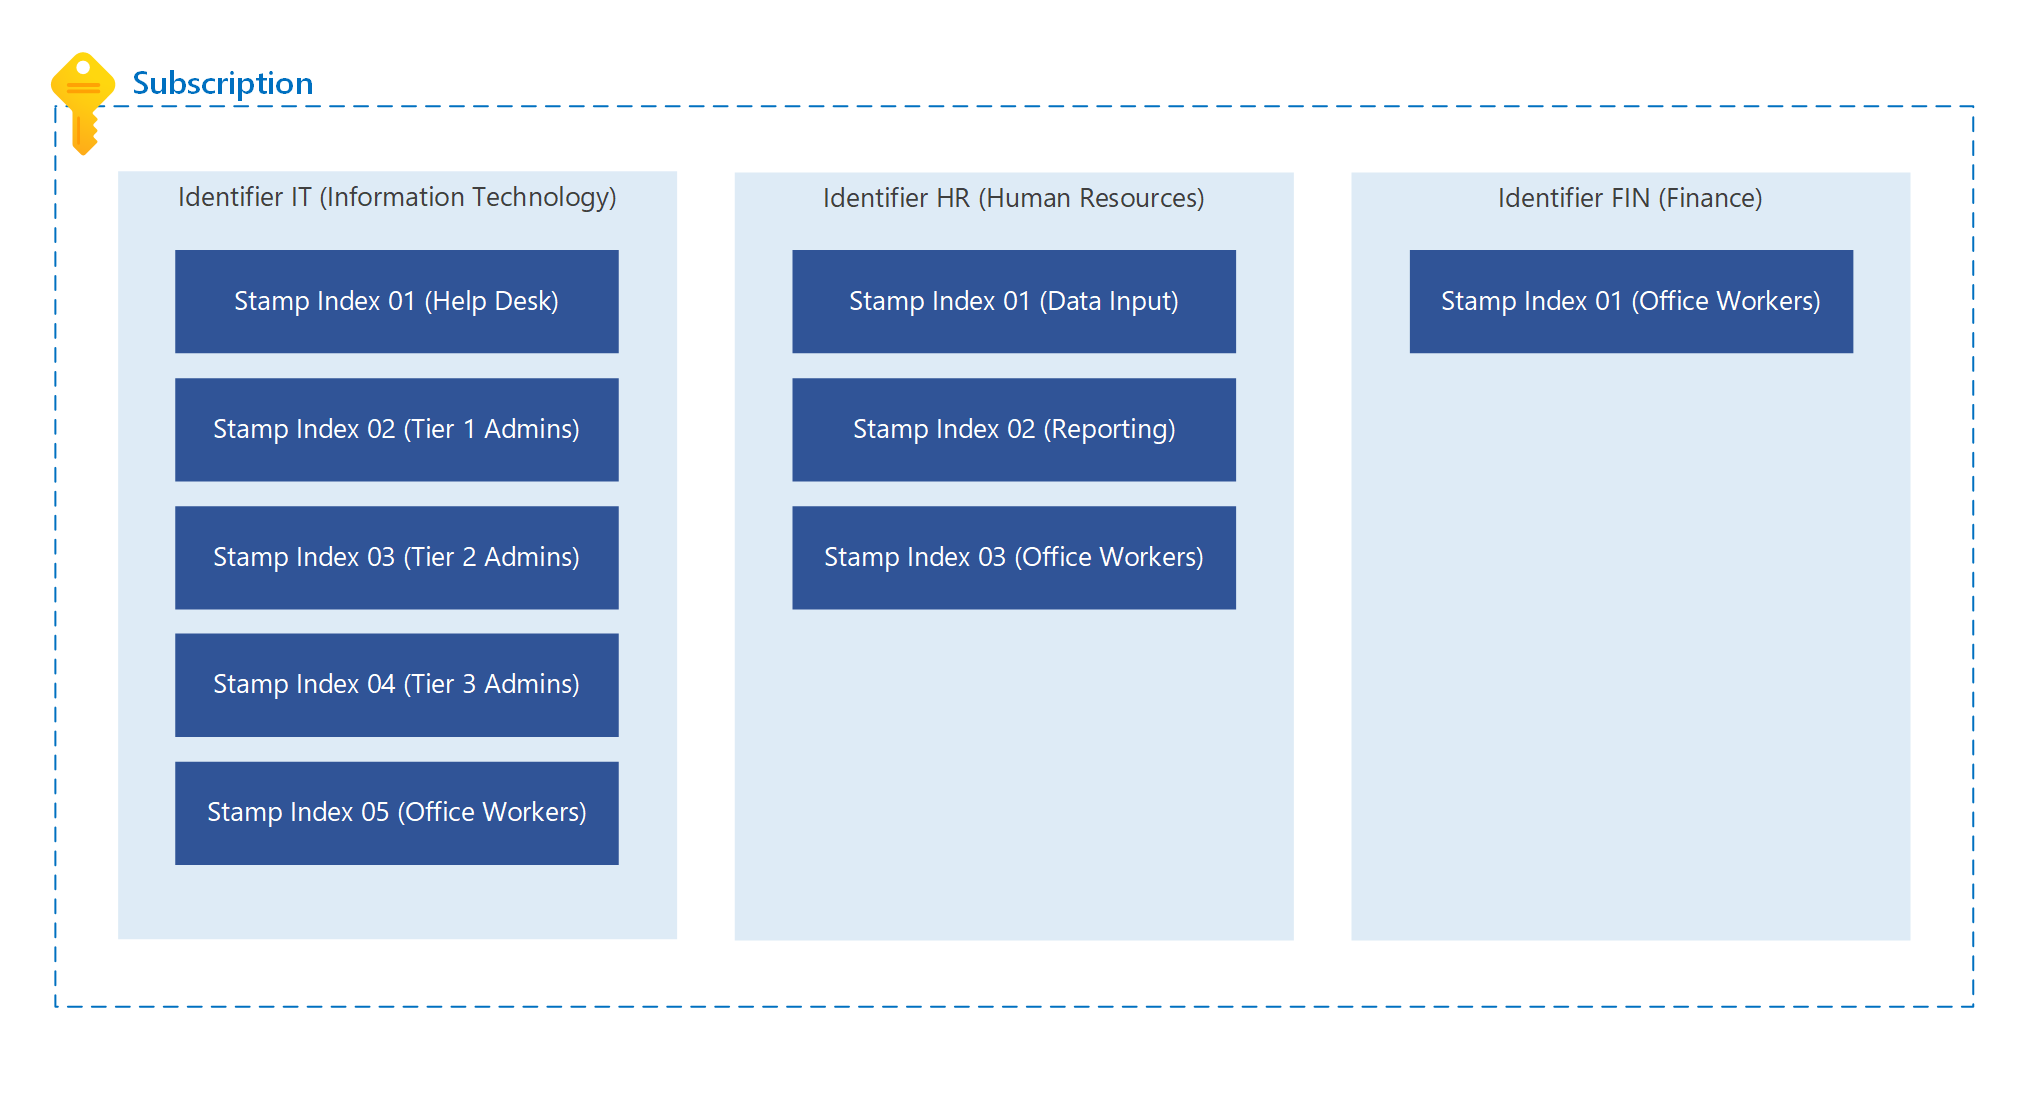 Subscription
Identifier IT (Information Technology)
Stamp Index 01 (Help Desk)
Stamp Index 02 (Tier 1 Admins)
Stamp Index 03 (Tier 2 Admins)
Stamp Index 04 (Tier 3 Admins)
Stamp Index 05 (Office Workers)
Identifier HR (Human Resources)
Stamp Index 01 (Data Input)
Stamp Index 02 (Reporting)
Stamp Index 03 (Office Workers)
Identifier FIN (Finance)
Stamp Index 01 (Office Workers)